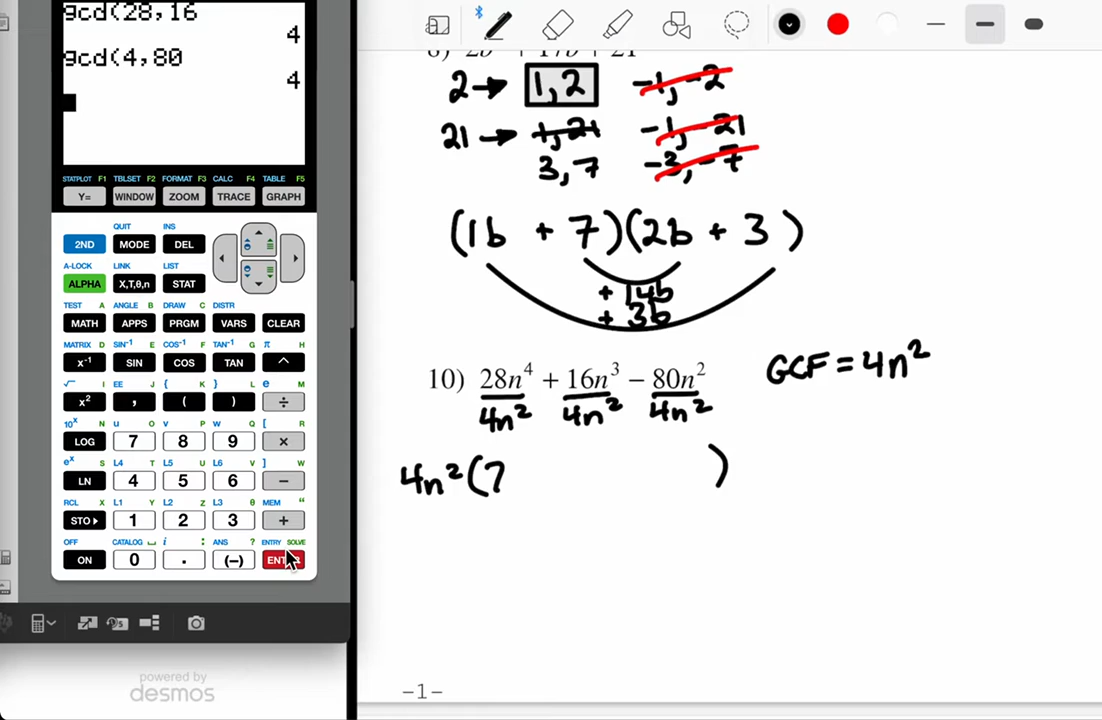 gcd(28,16
4
gcd(4,80
4
STATPLOT F1 TBLSET F2 FORMAT F3 CALC F4 TABLE F5
Y= WINDOW ZOOM TRACE GRAPH
QUIT INS
2ND MODE DEL
A-LOCK LINK LIST
ALPHA X,T,θ,n STAT
TEST A ANGLE B DRAW C DISTR
MATH APPS PRGM VARS CLEAR
MATRIX D SIN⁻¹ E COS⁻¹ F TAN⁻¹ G π H
x⁻¹ SIN COS TAN ^
√ I EE J { K } L e M
x² , ( ) ÷
10ˣ N u O v P w Q [ R
LOG 7 8 9 ×
eˣ S L4 T L5 U L6 V ] W
LN 4 5 6 −
RCL X L1 Y L2 Z L3 θ MEM “
STO▸ 1 2 3 +
OFF CATALOG ⎵ i : ANS ? ENTRY SOLVE
ON 0 . (−) ENTER
powered by
desmos
2 → 1, 2 -1, -2
21 → 1, 21 -1, -21
3, 7 -3, -7
(1b + 7)(2b + 3)
+ 14b
+ 3b
10) 28n⁴ + 16n³ − 80n² GCF = 4n²
4n² 4n² 4n²
4n²(7 )
-1-